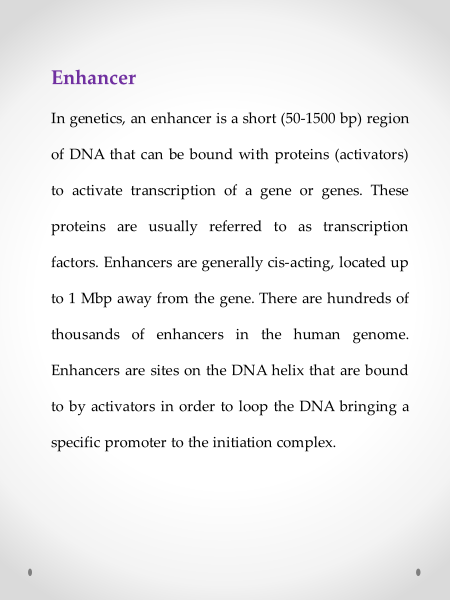 Enhancer
In genetics, an enhancer is a short (50-1500 bp) region
of DNA that can be bound with proteins (activators)
to activate transcription of a gene or genes. These
proteins are usually referred to as transcription
factors. Enhancers are generally cis-acting, located up
to 1 Mbp away from the gene. There are hundreds of
thousands of enhancers in the human genome.
Enhancers are sites on the DNA helix that are bound
to by activators in order to loop the DNA bringing a
specific promoter to the initiation complex.